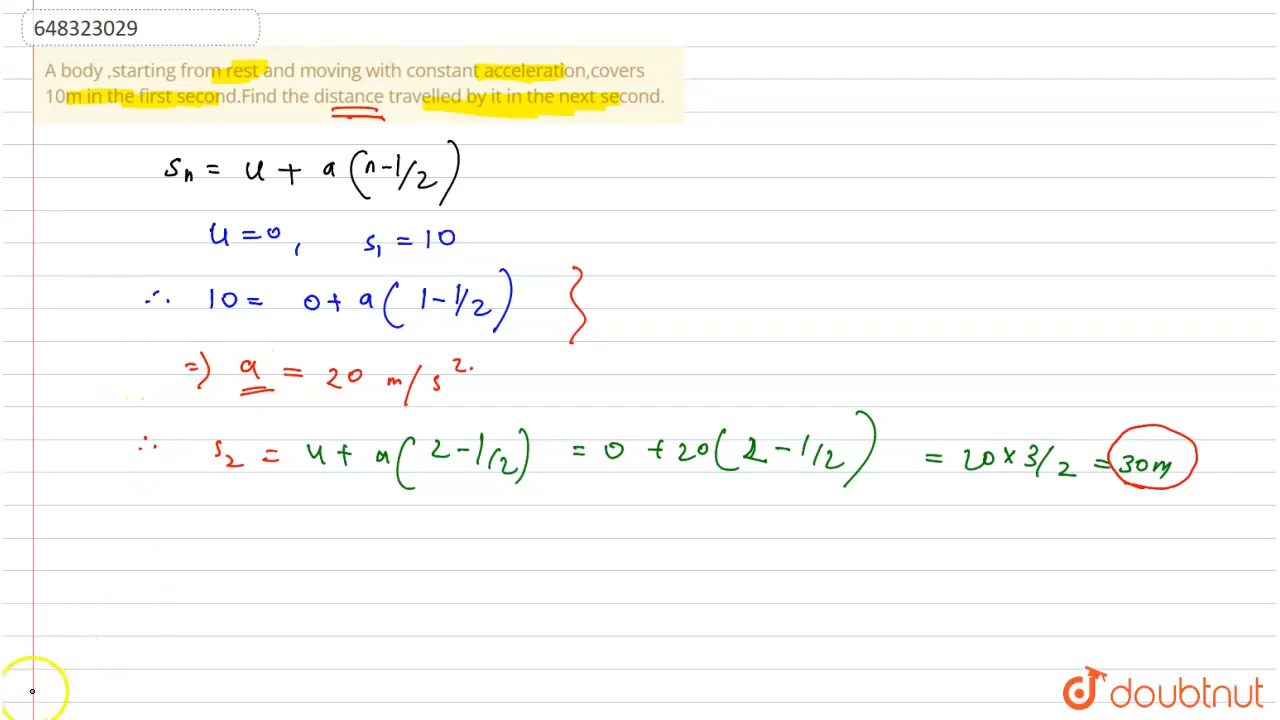 648323029
A body ,starting from rest and moving with constant acceleration,covers
10m in the first second.Find the distance travelled by it in the next second.
Sn = u + a (n-1/2)
u = 0, S1 = 10
∴ 10 = 0 + a (1-1/2) }
=) a = 20 m/s2.
∴ S2 = u + a (2-1/2) = 0 + 20 (2-1/2) = 20 × 3/2 = 30m
doubtnut